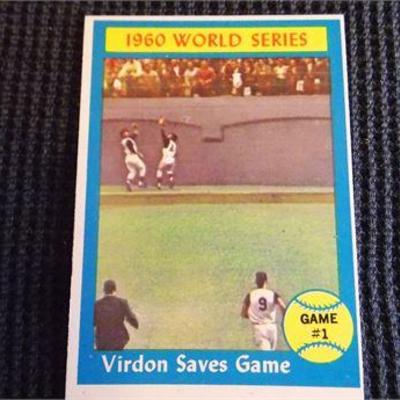 1960 WORLD SERIES
9
GAME
#1
Virdon Saves Game